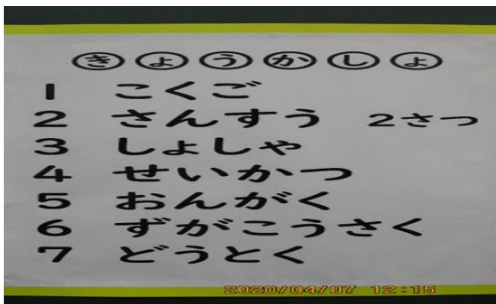 きょうかしょ
1 こくご
2 さんすう 2さつ
3 しょしゃ
4 せいかつ
5 おんがく
6 ずがこうさく
7 どうとく
2020/04/07 12:15